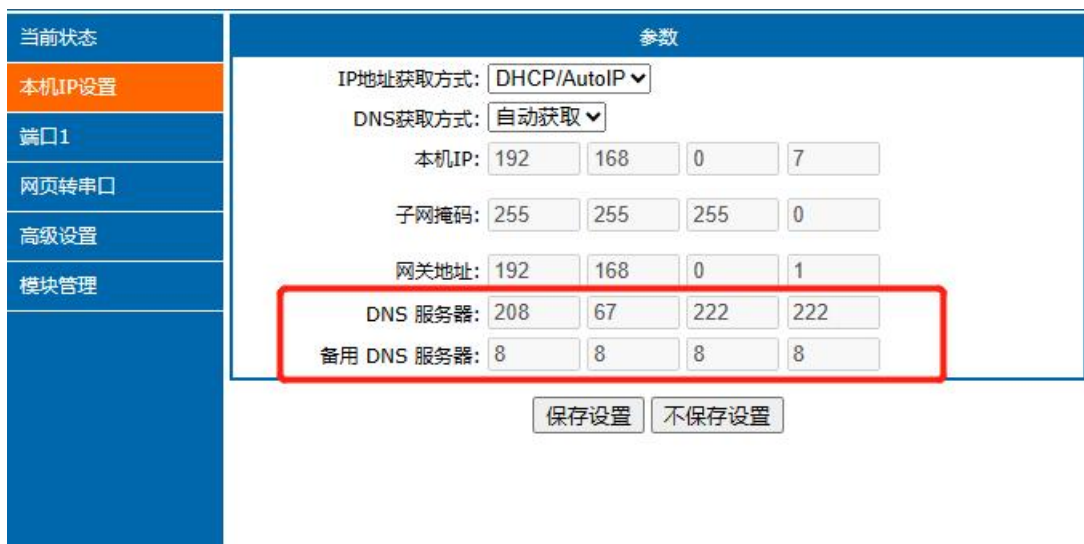 当前状态
本机IP设置
端口1
网页转串口
高级设置
模块管理
参数
IP地址获取方式: DHCP/AutoIP
DNS获取方式: 自动获取
本机IP: 192 168 0 7
子网掩码: 255 255 255 0
网关地址: 192 168 0 1
DNS 服务器: 208 67 222 222
备用 DNS 服务器: 8 8 8 8
保存设置 不保存设置